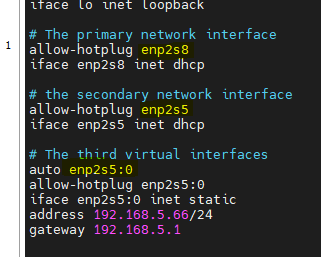 iface lo inet loopback
# The primary network interface
1
allow-hotplug enp2s8
iface enp2s8 inet dhcp
# the secondary network interface
allow-hotplug enp2s5
iface enp2s5 inet dhcp
# The third virtual interfaces
auto enp2s5:0
allow-hotplug enp2s5:0
iface enp2s5:0 inet static
address 192.168.5.66/24
gateway 192.168.5.1